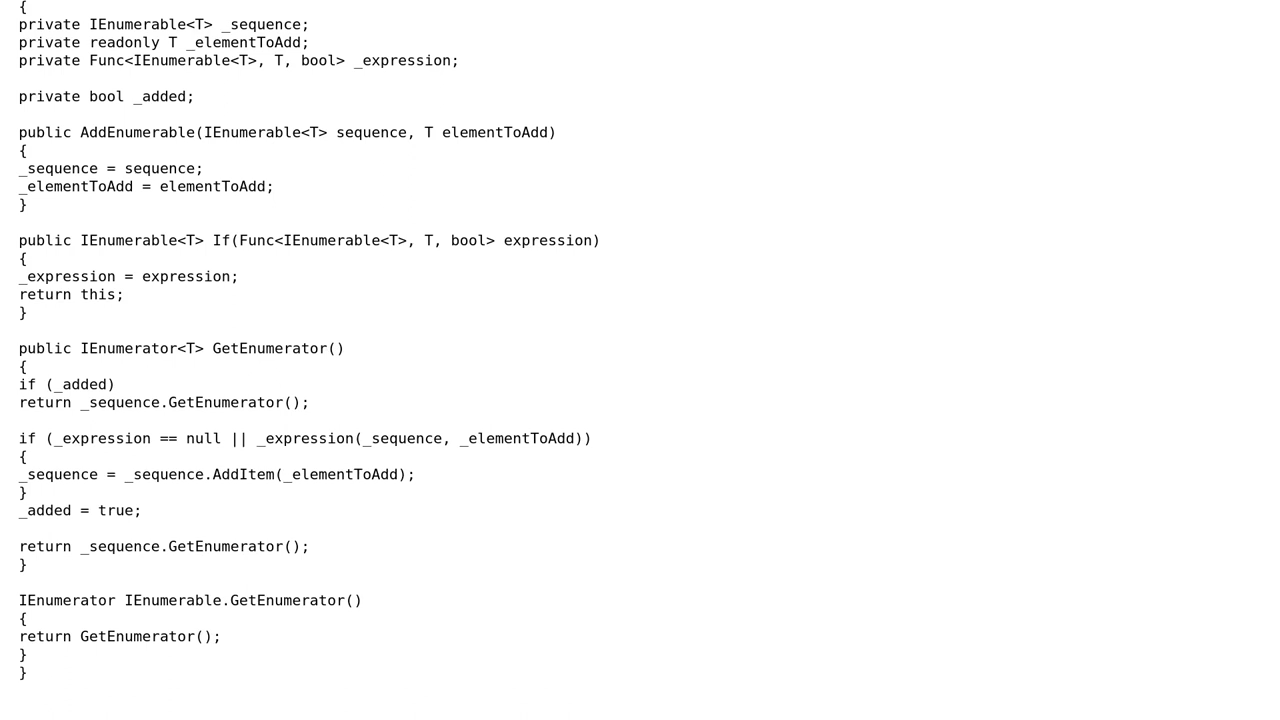 {
private IEnumerable<T> _sequence;
private readonly T _elementToAdd;
private Func<IEnumerable<T>, T, bool> _expression;

private bool _added;

public AddEnumerable(IEnumerable<T> sequence, T elementToAdd)
{
_sequence = sequence;
_elementToAdd = elementToAdd;
}

public IEnumerable<T> If(Func<IEnumerable<T>, T, bool> expression)
{
_expression = expression;
return this;
}

public IEnumerator<T> GetEnumerator()
{
if (_added)
return _sequence.GetEnumerator();

if (_expression == null || _expression(_sequence, _elementToAdd))
{
_sequence = _sequence.AddItem(_elementToAdd);
}
_added = true;

return _sequence.GetEnumerator();
}

IEnumerator IEnumerable.GetEnumerator()
{
return GetEnumerator();
}
}